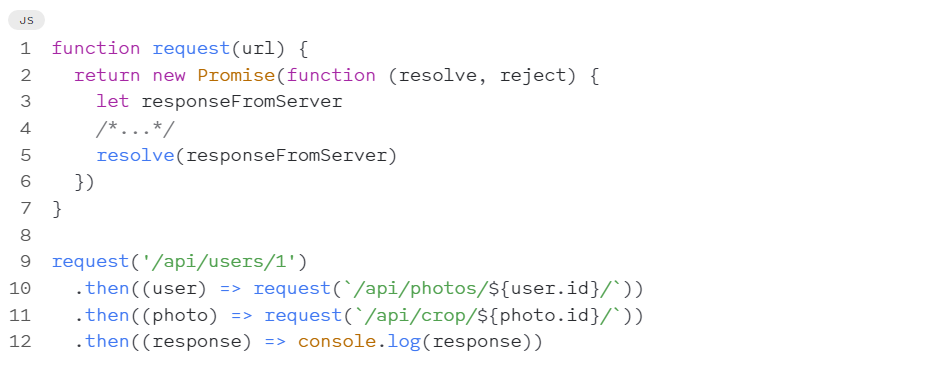 JS
1 function request(url) {
2   return new Promise(function (resolve, reject) {
3     let responseFromServer
4     /*...*/
5     resolve(responseFromServer)
6   })
7 }
8
9 request('/api/users/1')
10   .then((user) => request(`/api/photos/${user.id}/`))
11   .then((photo) => request(`/api/crop/${photo.id}/`))
12   .then((response) => console.log(response))